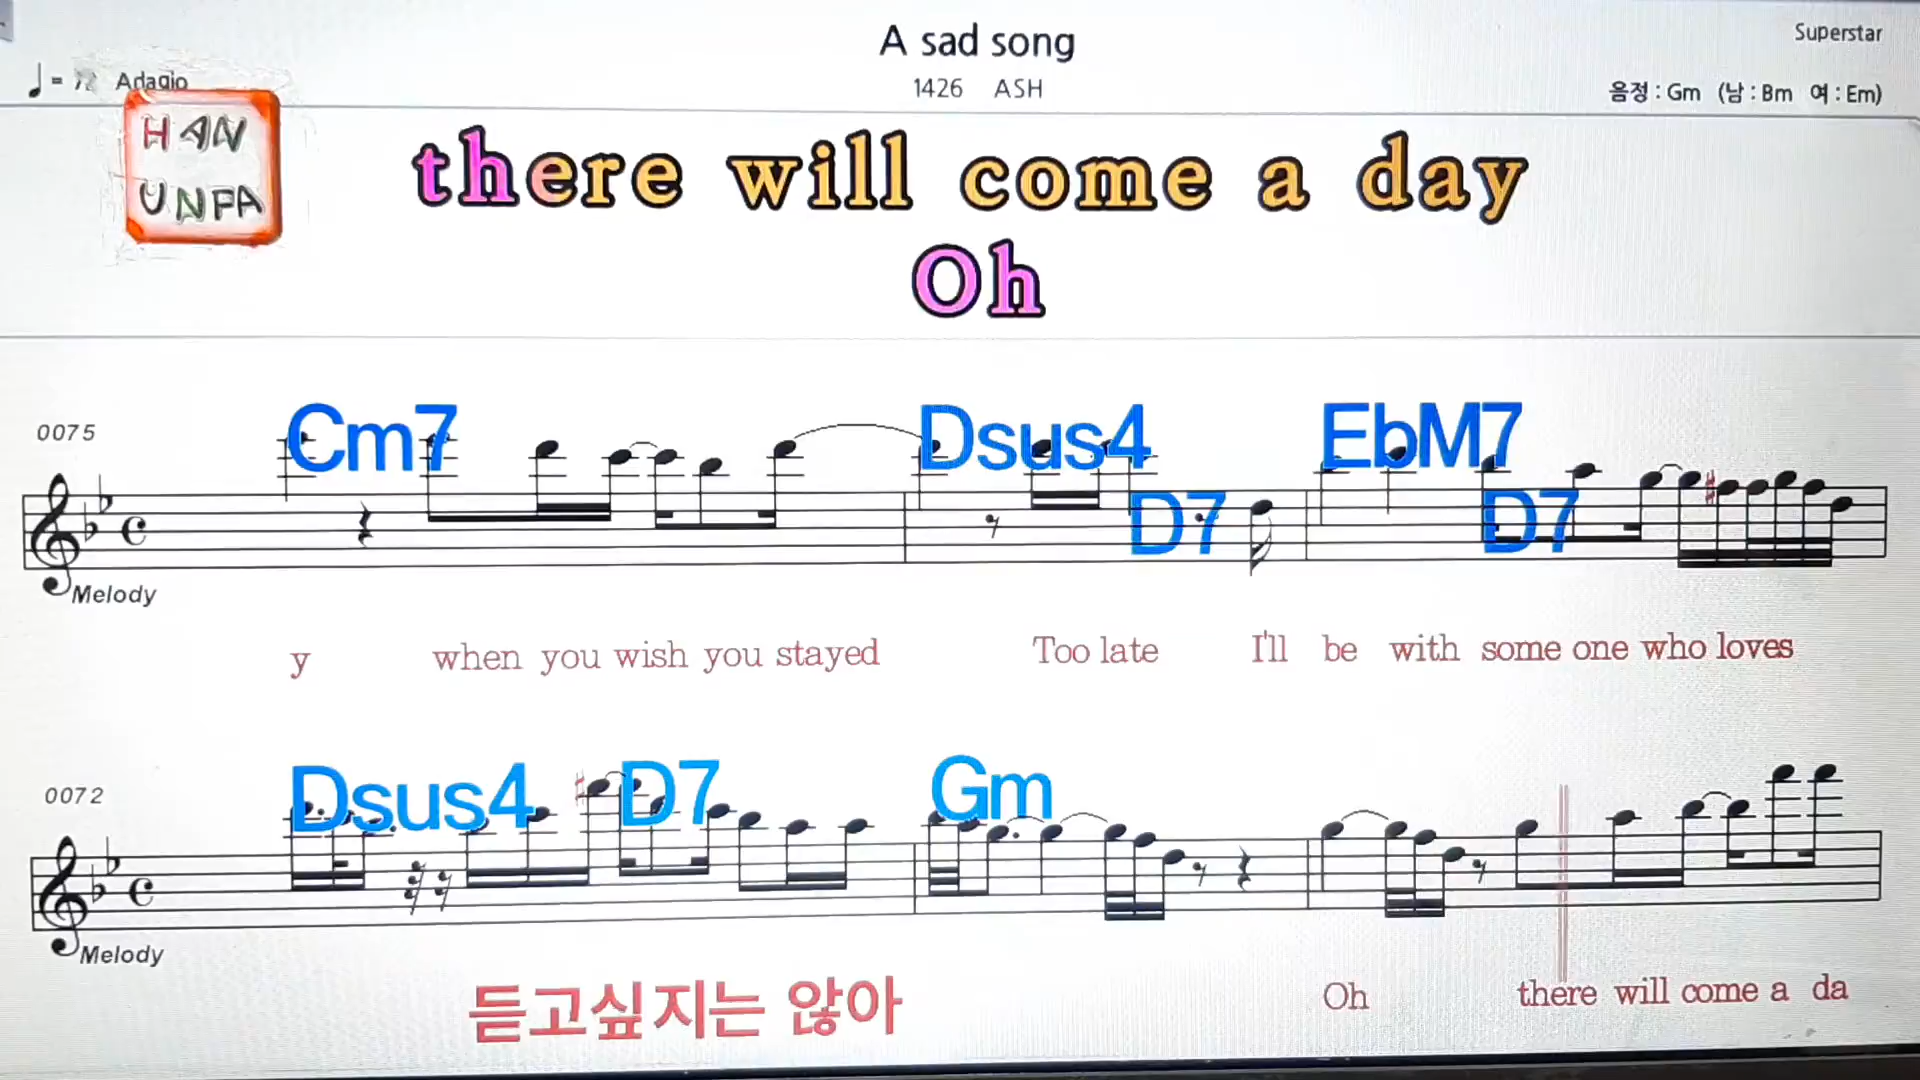 A sad song
Superstar
♩ = 72 Adagio
1426 ASH
음정 : Gm (남 : Bm 여 : Em)
HAN
UNPA
there will come a day
Oh
0075
Cm7 Dsus4 D7 EbM7 D7
Melody
y when you wish you stayed Too late I'll be with some one who loves
0072
Dsus4 D7 Gm
Melody
듣고싶지는 않아 Oh there will come a da